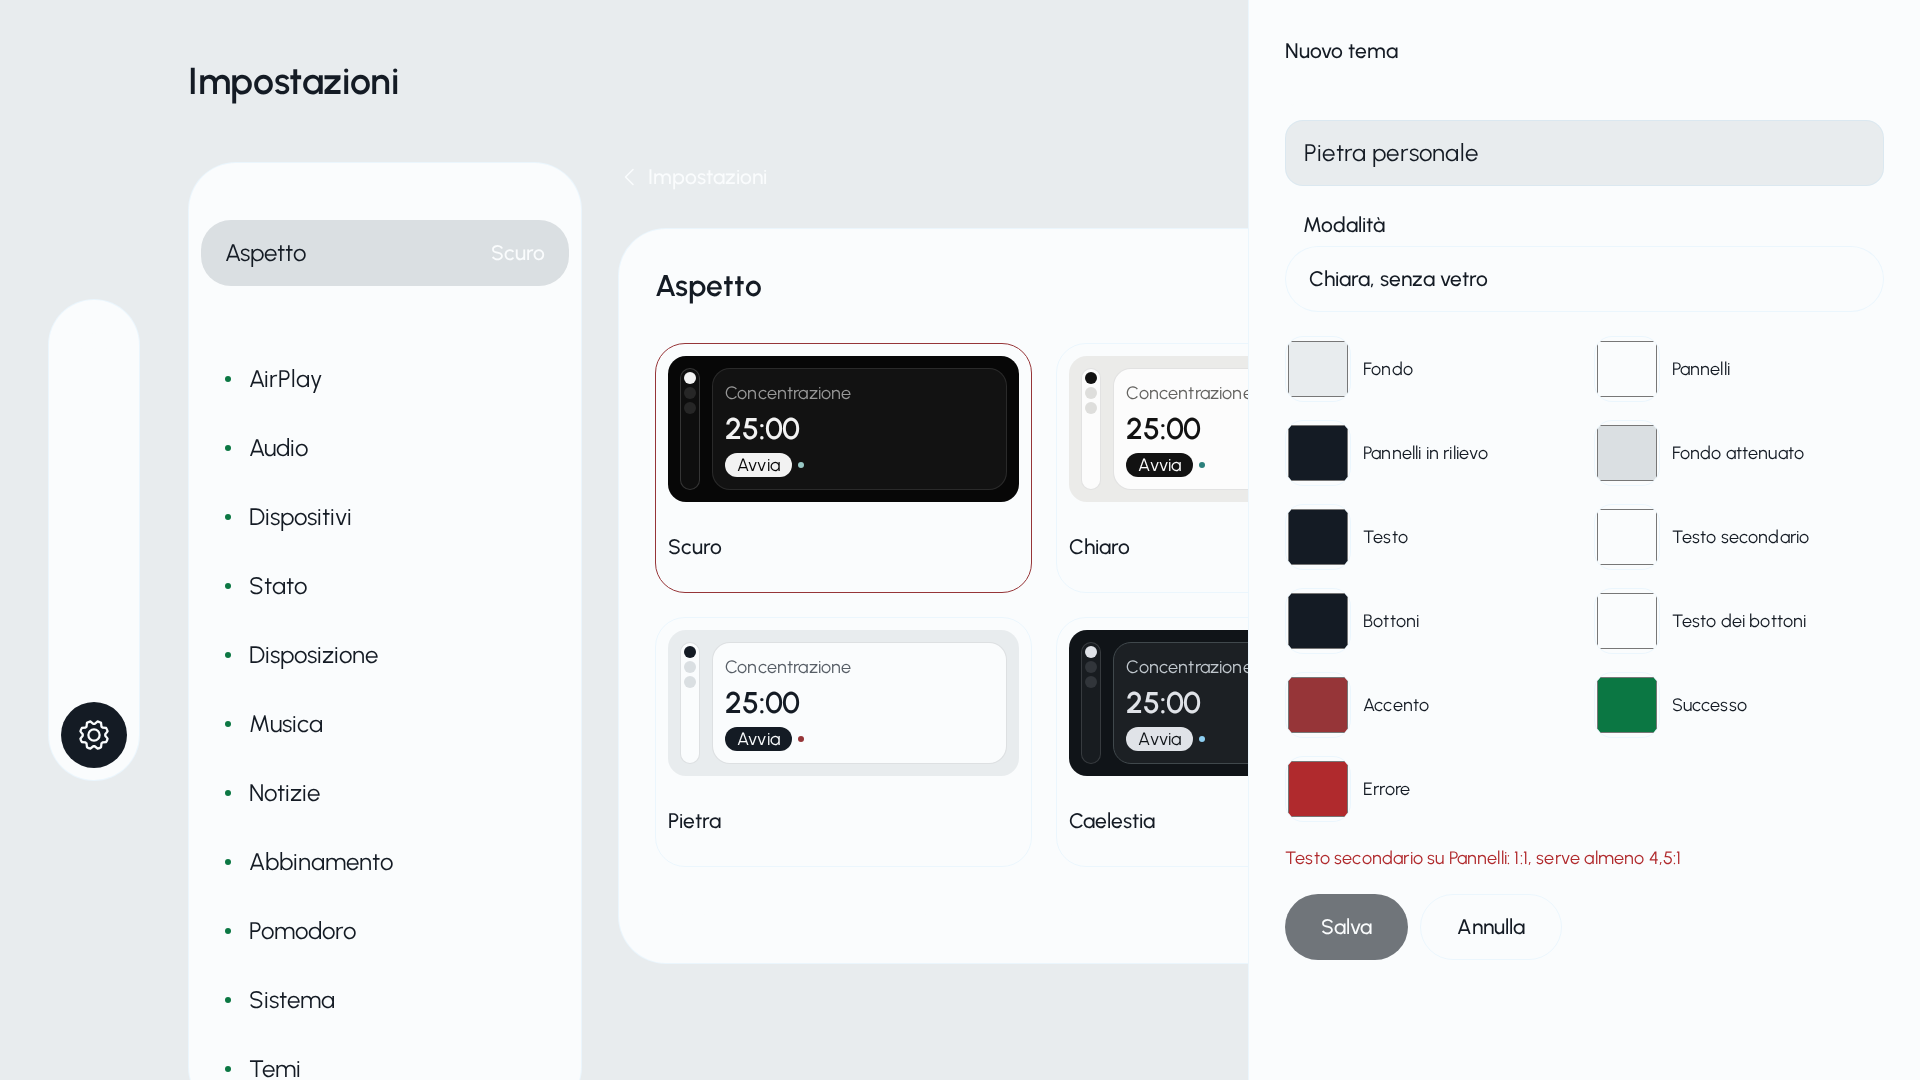 Impostazioni
Aspetto
Scuro
AirPlay
Audio
Dispositivi
Stato
Disposizione
Musica
Notizie
Abbinamento
Pomodoro
Sistema
Temi
Impostazioni
Aspetto
Concentrazione
25:00
Avvia
Scuro
Concentrazione
25:00
Avvia
Chiaro
Concentrazione
25:00
Avvia
Pietra
Concentrazione
25:00
Avvia
Caelestia
Nuovo tema
Pietra personale
Modalità
Chiara, senza vetro
Fondo
Pannelli
Pannelli in rilievo
Fondo attenuato
Testo
Testo secondario
Bottoni
Testo dei bottoni
Accento
Successo
Errore
Testo secondario su Pannelli: 1:1, serve almeno 4,5:1
Salva
Annulla